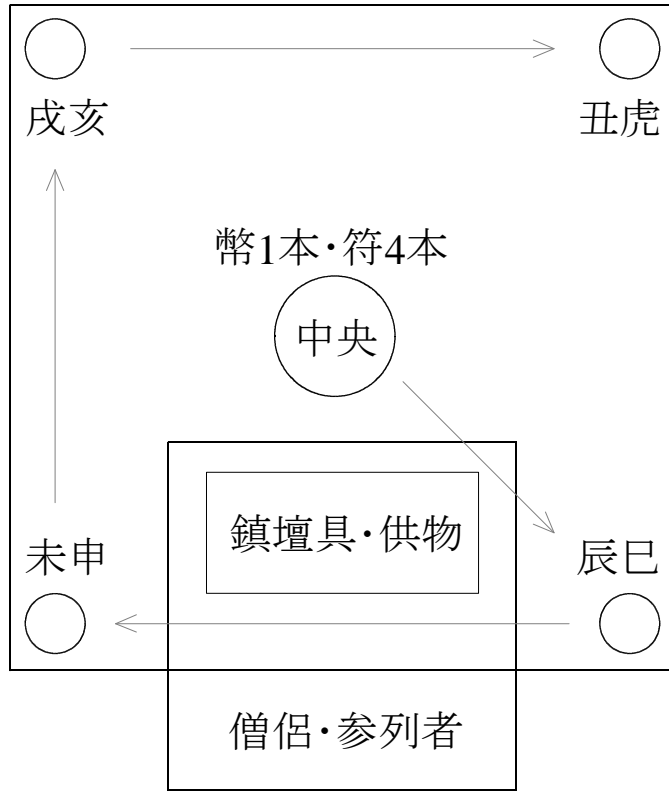 戌亥
丑虎
幣1本・符4本
中央
鎮壇具・供物
未申
辰巳
僧侶・参列者